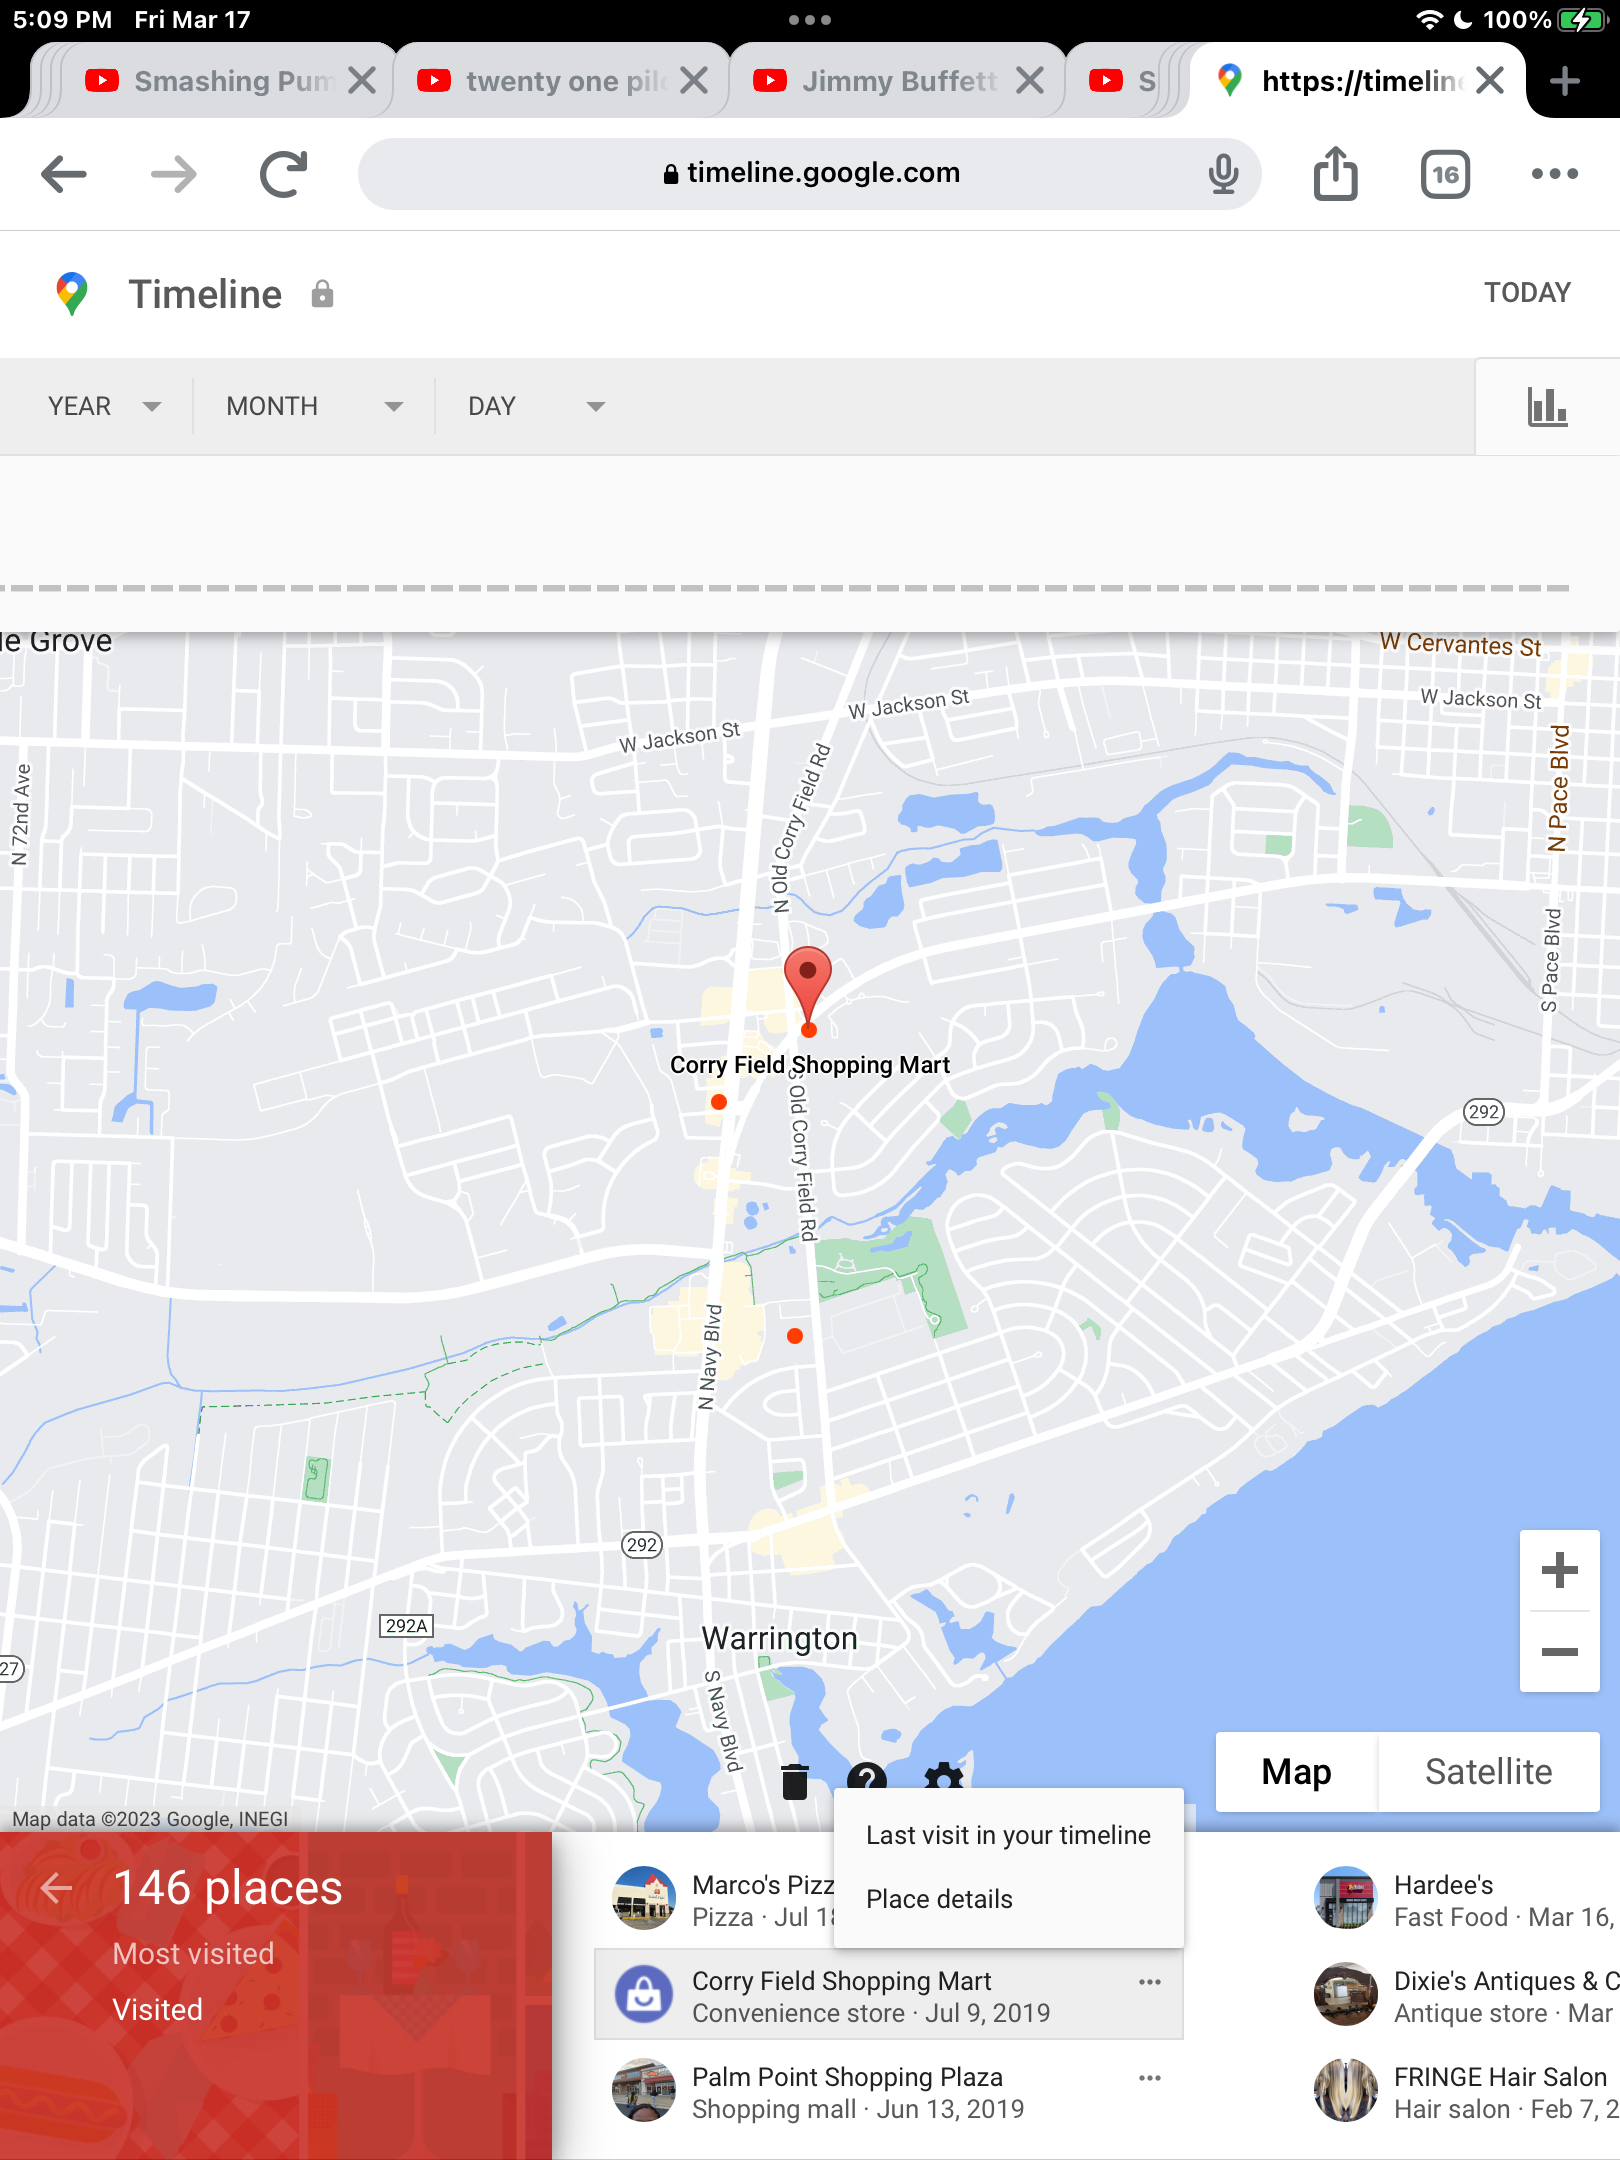 5:09 PM Fri Mar 17
100%
Smashing Pum
twenty one pil
Jimmy Buffett
S
https://timeline
timeline.google.com
16
Timeline
TODAY
YEAR
MONTH
DAY
le Grove
W Cervantes St
W Jackson St
W Jackson St
W Jackson St
N 72nd Ave
N Old Corry Field Rd
N Pace Blvd
S Pace Blvd
Corry Field Shopping Mart
S Old Corry Field Rd
292
N Navy Blvd
292
292A
Warrington
27
S Navy Blvd
Map
Satellite
Map data ©2023 Google, INEGI
Last visit in your timeline
Place details
146 places
Most visited
Visited
Marco's Pizz
Pizza · Jul 18
Corry Field Shopping Mart
Convenience store · Jul 9, 2019
Palm Point Shopping Plaza
Shopping mall · Jun 13, 2019
Hardee's
Fast Food · Mar 16,
Dixie's Antiques & C
Antique store · Mar
FRINGE Hair Salon
Hair salon · Feb 7, 2